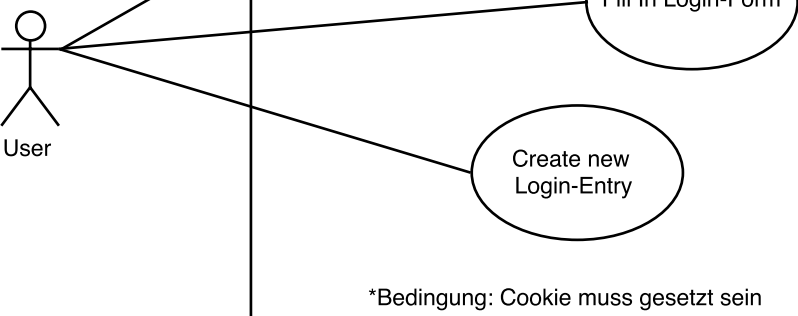 Fill in Login-Form
User
Create new
Login-Entry
*Bedingung: Cookie muss gesetzt sein